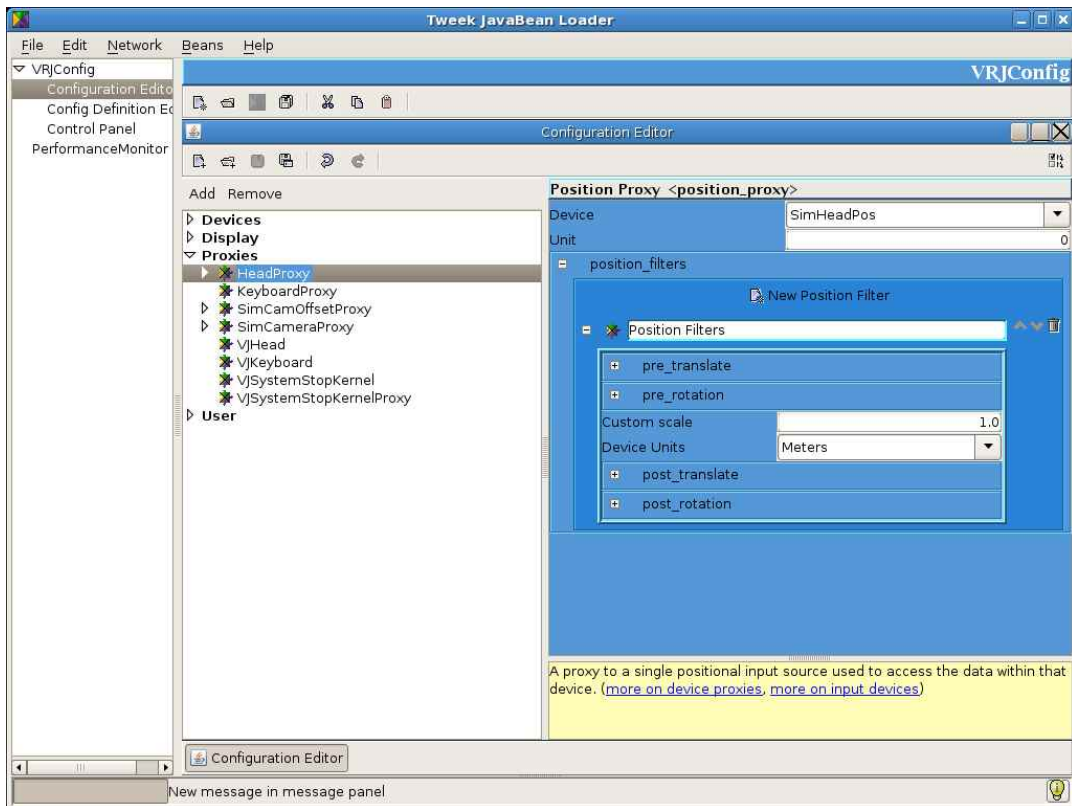 Tweek JavaBean Loader
File Edit Network Beans Help
VRJConfig
Configuration Edito
Config Definition Ed
Control Panel
PerformanceMonitor
VRJConfig
Configuration Editor
Add Remove
Devices
Display
Proxies
HeadProxy
KeyboardProxy
SimCamOffsetProxy
SimCameraProxy
VJHead
VJKeyboard
VJSystemStopKernel
VJSystemStopKernelProxy
User
Position Proxy <position_proxy>
Device SimHeadPos
Unit 0
position_filters
New Position Filter
Position Filters
pre_translate
pre_rotation
Custom scale 1.0
Device Units Meters
post_translate
post_rotation
A proxy to a single positional input source used to access the data within that
device. (more on device proxies, more on input devices)
Configuration Editor
New message in message panel